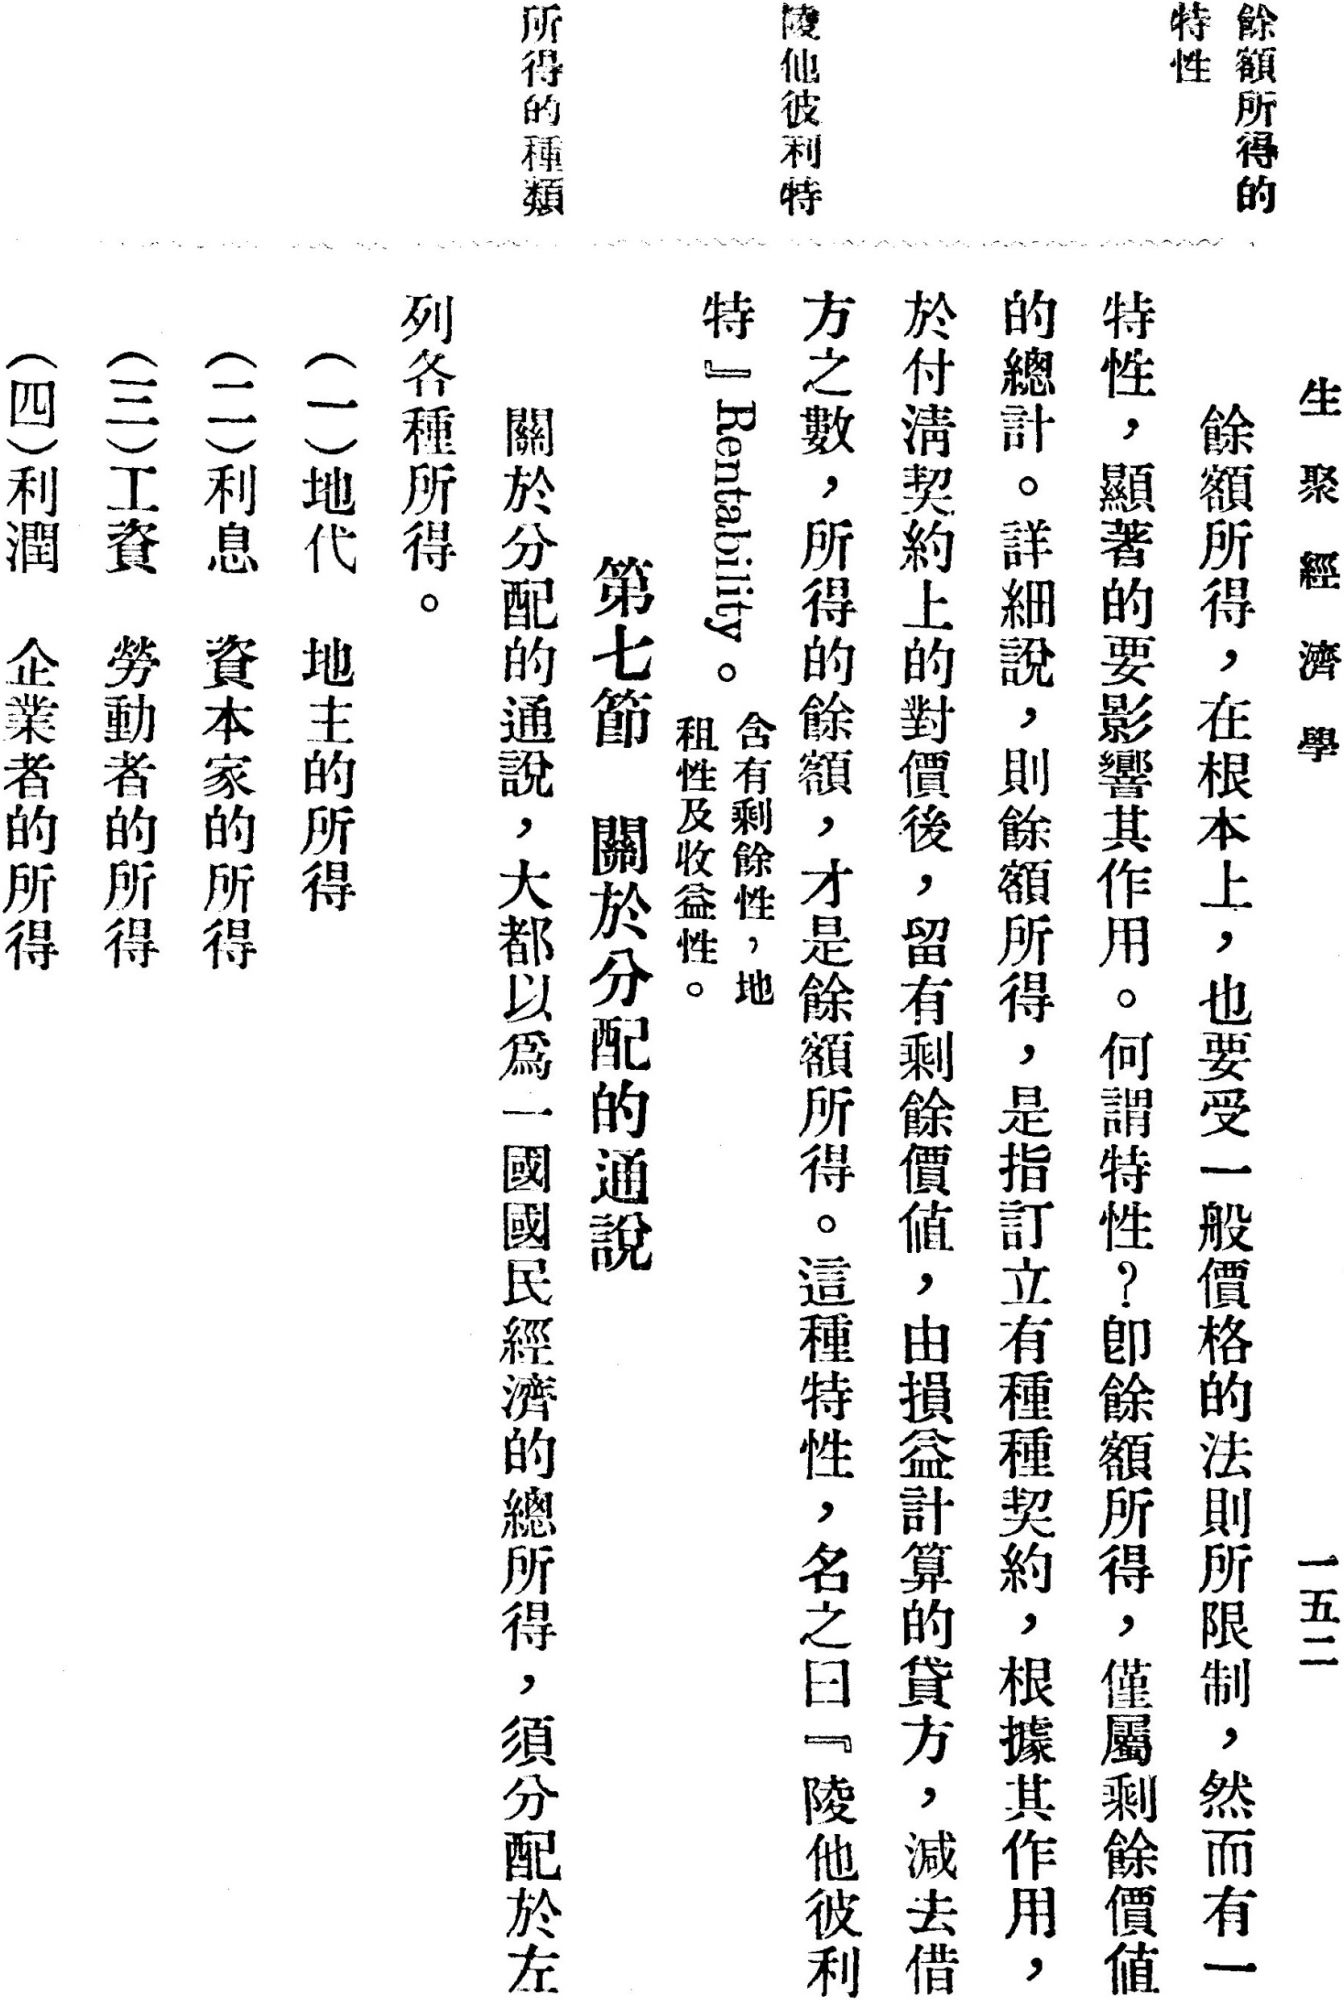 生聚經濟學
一五二
餘額所得的
特性
餘額所得，在根本上，也要受一般價格的法則所限制，然而有一
特性，顯著的要影響其作用。何謂特性？卽餘額所得，僅屬剩餘價値
的總計。詳細說，則餘額所得，是指訂立有種種契約，根據其作用，
於付淸契約上的對價後，留有剩餘價値，由損益計算的貸方，減去借
陵他彼利特
方之數，所得的餘額，才是餘額所得。這種特性，名之曰『陵他彼利
特』Rentability。
含有剩餘性，地
租性及收益性。
第七節　關於分配的通說
所得的種類
關於分配的通說，大都以爲一國國民經濟的總所得，須分配於左
列各種所得。
（一）地代　地主的所得
（二）利息　資本家的所得
（三）工資　勞動者的所得
（四）利潤　企業者的所得